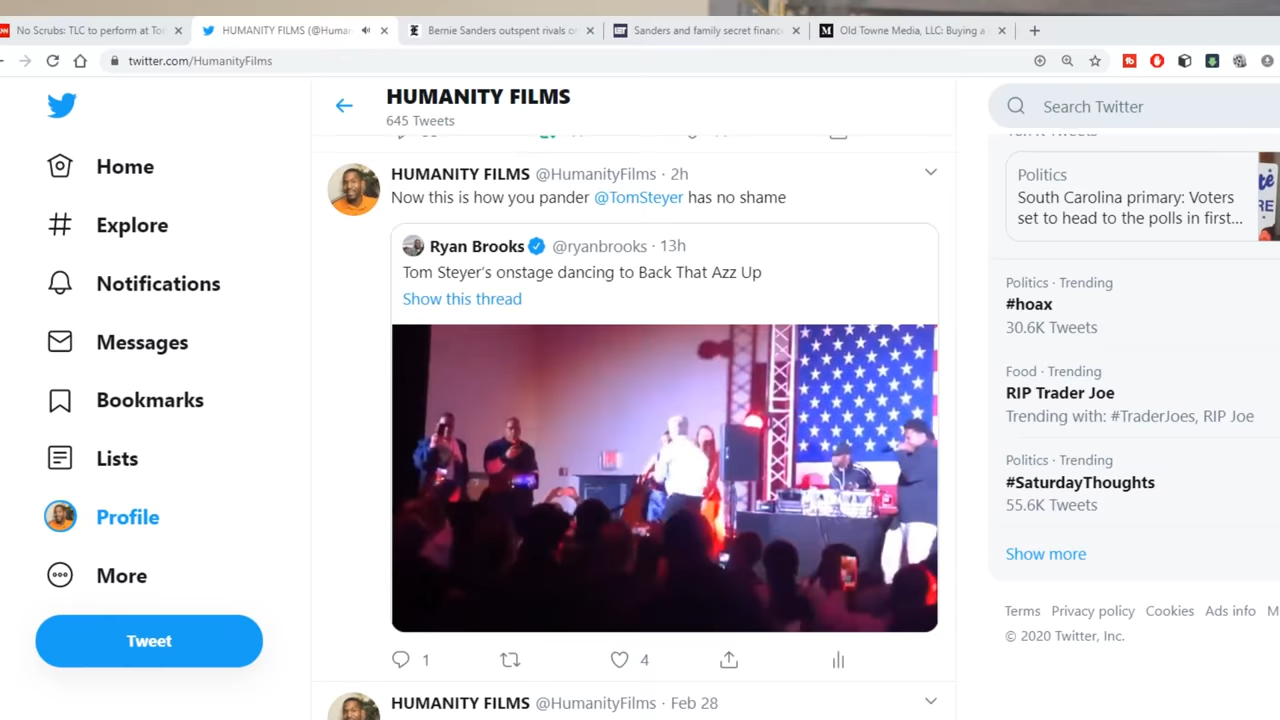 No Scrubs: TLC to perform at To
HUMANITY FILMS (@Human
Bernie Sanders outspent rivals o
Sanders and family secret financ
Old Towne Media, LLC: Buying a
twitter.com/HumanityFilms
HUMANITY FILMS
645 Tweets
Search Twitter
Home
Explore
Notifications
Messages
Bookmarks
Lists
Profile
More
Tweet
HUMANITY FILMS @HumanityFilms · 2h
Now this is how you pander @TomSteyer has no shame
Ryan Brooks @ryanbrooks · 13h
Tom Steyer's onstage dancing to Back That Azz Up
Show this thread
1
4
HUMANITY FILMS @HumanityFilms · Feb 28
Politics
South Carolina primary: Voters
set to head to the polls in first...
Politics · Trending
#hoax
30.6K Tweets
Food · Trending
RIP Trader Joe
Trending with: #TraderJoes, RIP Joe
Politics · Trending
#SaturdayThoughts
55.6K Tweets
Show more
Terms Privacy policy Cookies Ads info M
© 2020 Twitter, Inc.